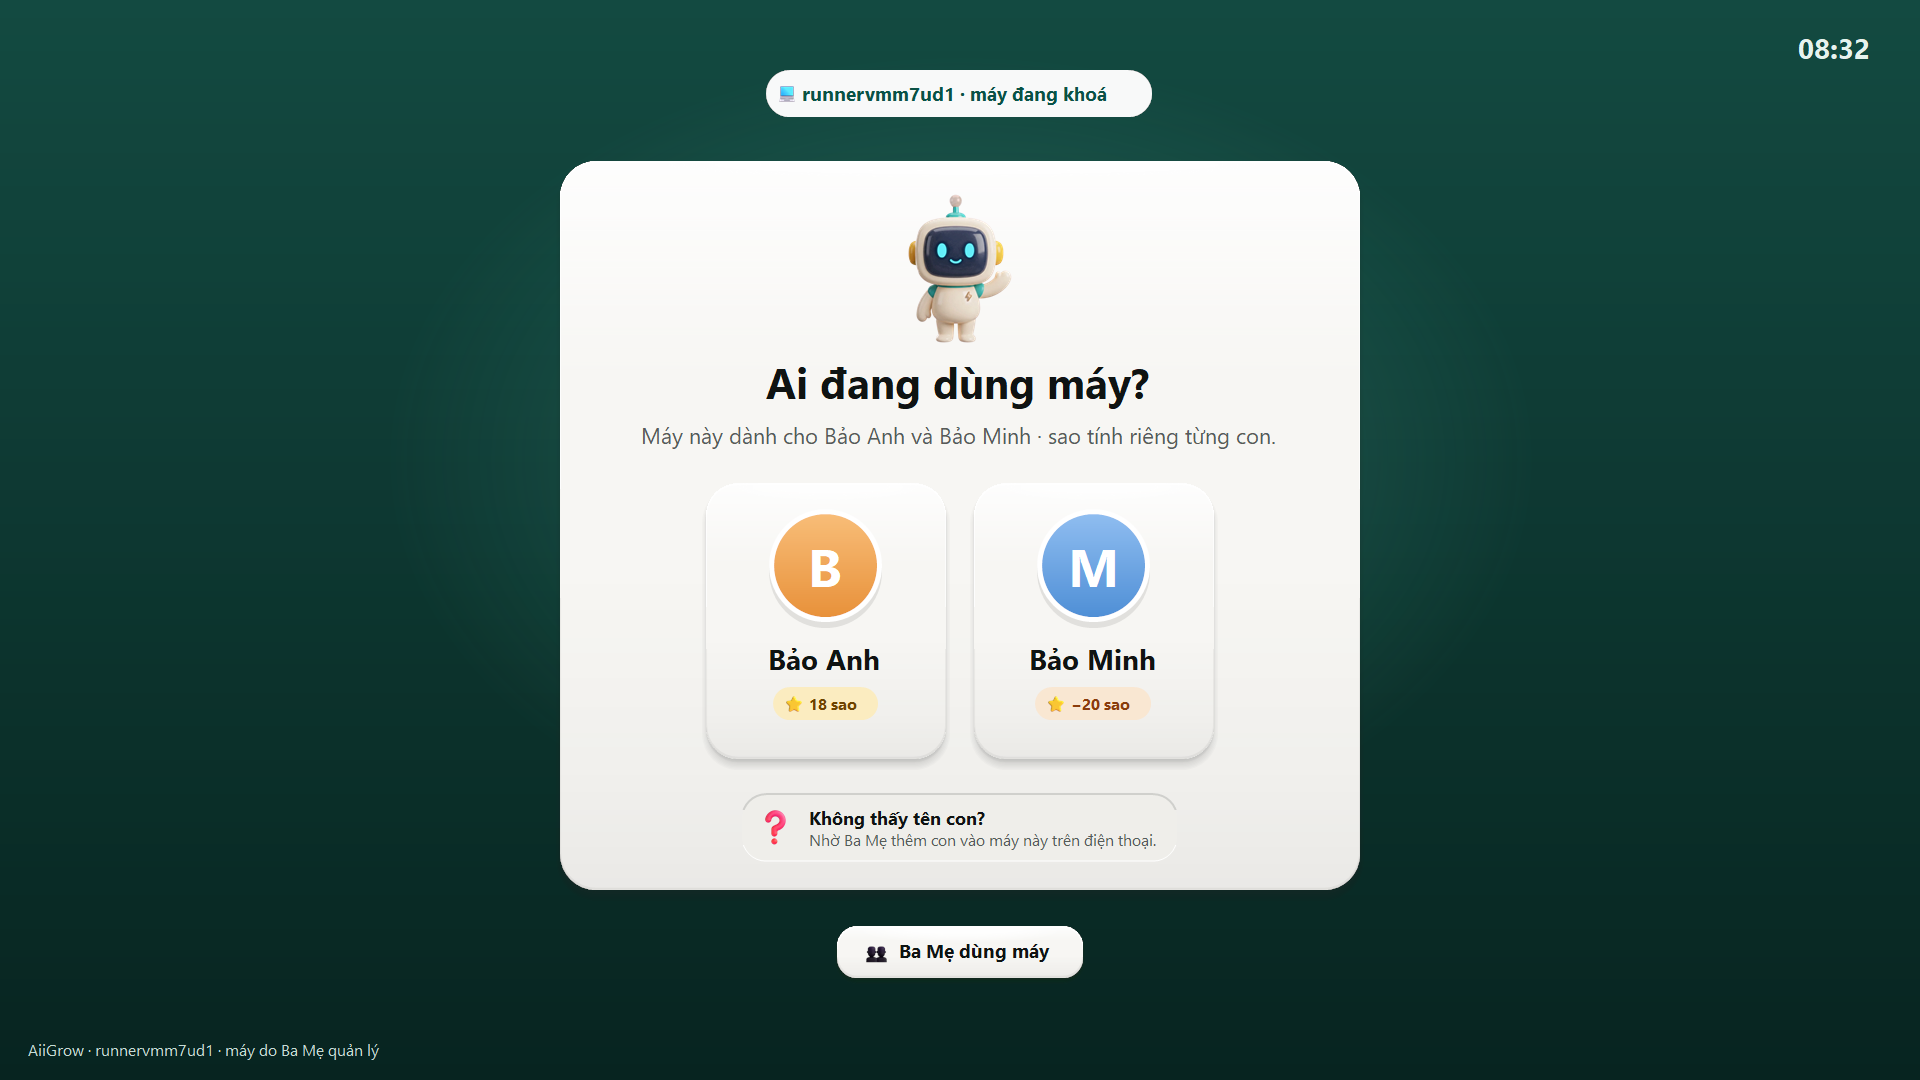 08:32
runnervmm7ud1 · máy đang khoá
Ai đang dùng máy?
Máy này dành cho Bảo Anh và Bảo Minh · sao tính riêng từng con.
B
M
Bảo Anh
Bảo Minh
18 sao
−20 sao
Không thấy tên con?
Nhờ Ba Mẹ thêm con vào máy này trên điện thoại.
Ba Mẹ dùng máy
AiiGrow · runnervmm7ud1 · máy do Ba Mẹ quản lý